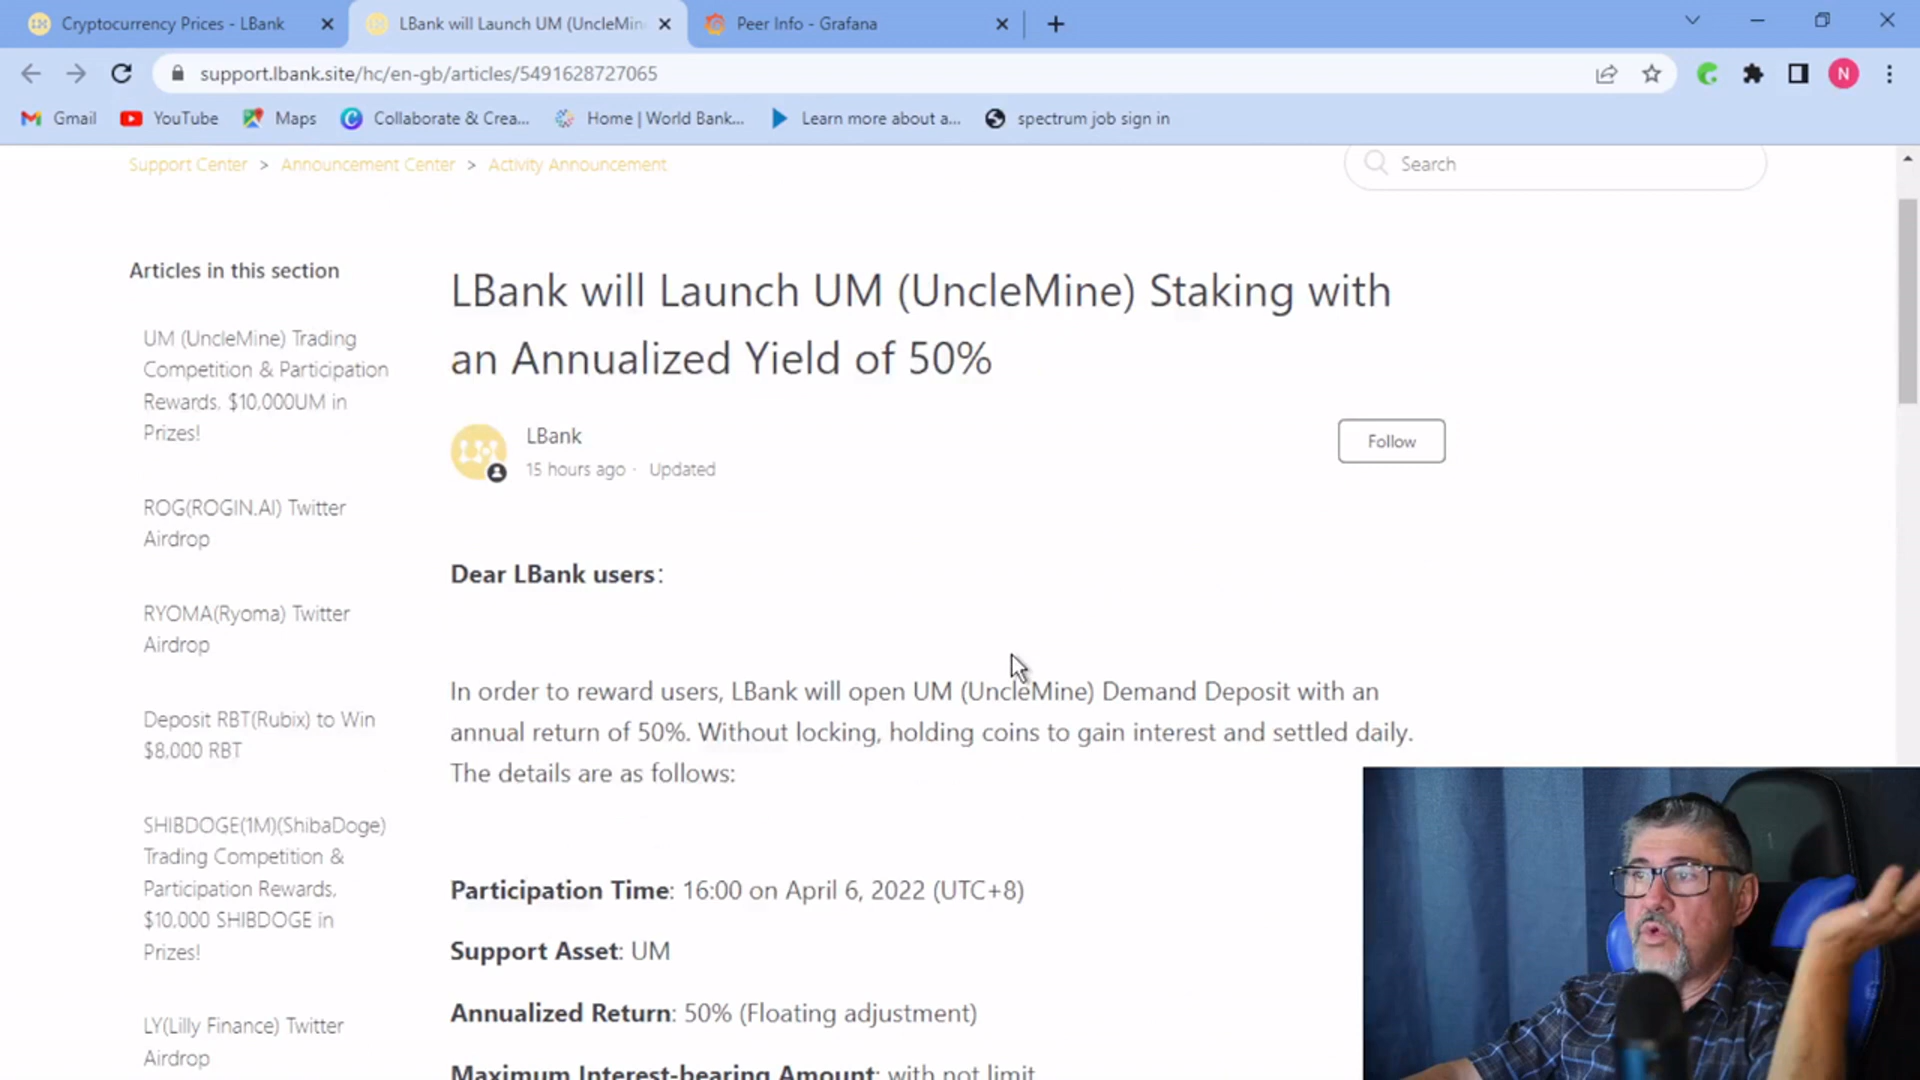 Cryptocurrency Prices - LBank
LBank will Launch UM (UncleMin
Peer Info - Grafana
support.lbank.site/hc/en-gb/articles/5491628727065
N
Gmail
YouTube
Maps
Collaborate & Crea...
Home | World Bank...
Learn more about a...
spectrum job sign in
Support Center > Announcement Center > Activity Announcement
Search
Articles in this section
UM (UncleMine) Trading
Competition & Participation
Rewards, $10,000UM in
Prizes!
ROG(ROGIN.AI) Twitter
Airdrop
RYOMA(Ryoma) Twitter
Airdrop
Deposit RBT(Rubix) to Win
$8,000 RBT
SHIBDOGE(1M)(ShibaDoge)
Trading Competition &
Participation Rewards,
$10,000 SHIBDOGE in
Prizes!
LY(Lilly Finance) Twitter
Airdrop
LBank will Launch UM (UncleMine) Staking with
an Annualized Yield of 50%
LBank
15 hours ago · Updated
Follow
Dear LBank users:
In order to reward users, LBank will open UM (UncleMine) Demand Deposit with an
annual return of 50%. Without locking, holding coins to gain interest and settled daily.
The details are as follows:
Participation Time: 16:00 on April 6, 2022 (UTC+8)
Support Asset: UM
Annualized Return: 50% (Floating adjustment)
Maximum Interest-bearing Amount: with not limit